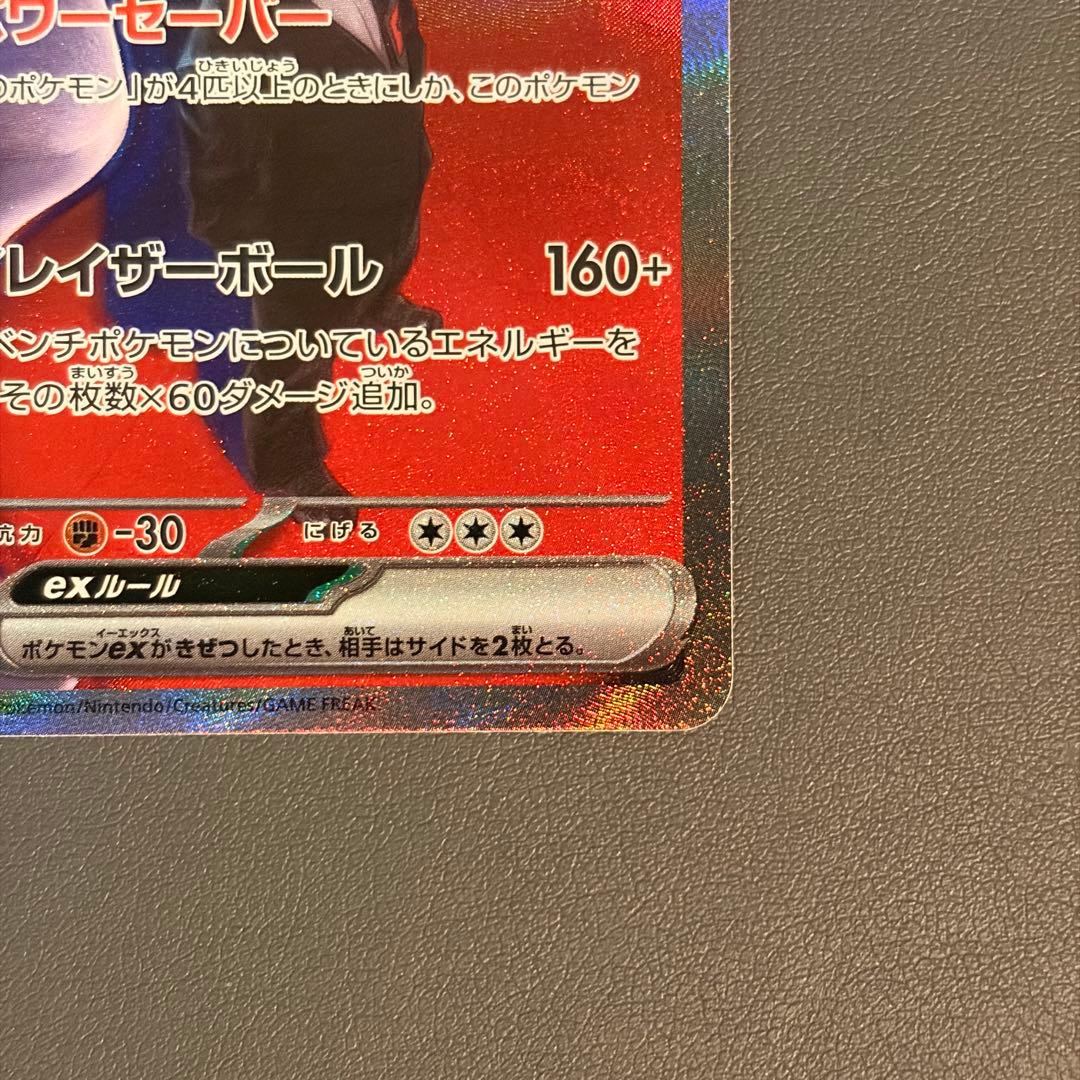 ワーセーバー
のポケモン」が4匹以上のときにしか、このポケモン
ひきいじょう
レイザーボール 160+
ベンチポケモンについているエネルギーを
まいすう ついか
その枚数×60ダメージ追加。
抗力 -30 にげる
exルール
イーエックス あいて まい
ポケモンexがきぜつしたとき、相手はサイドを2枚とる。
Pokémon/Nintendo/Creatures/GAME FREAK